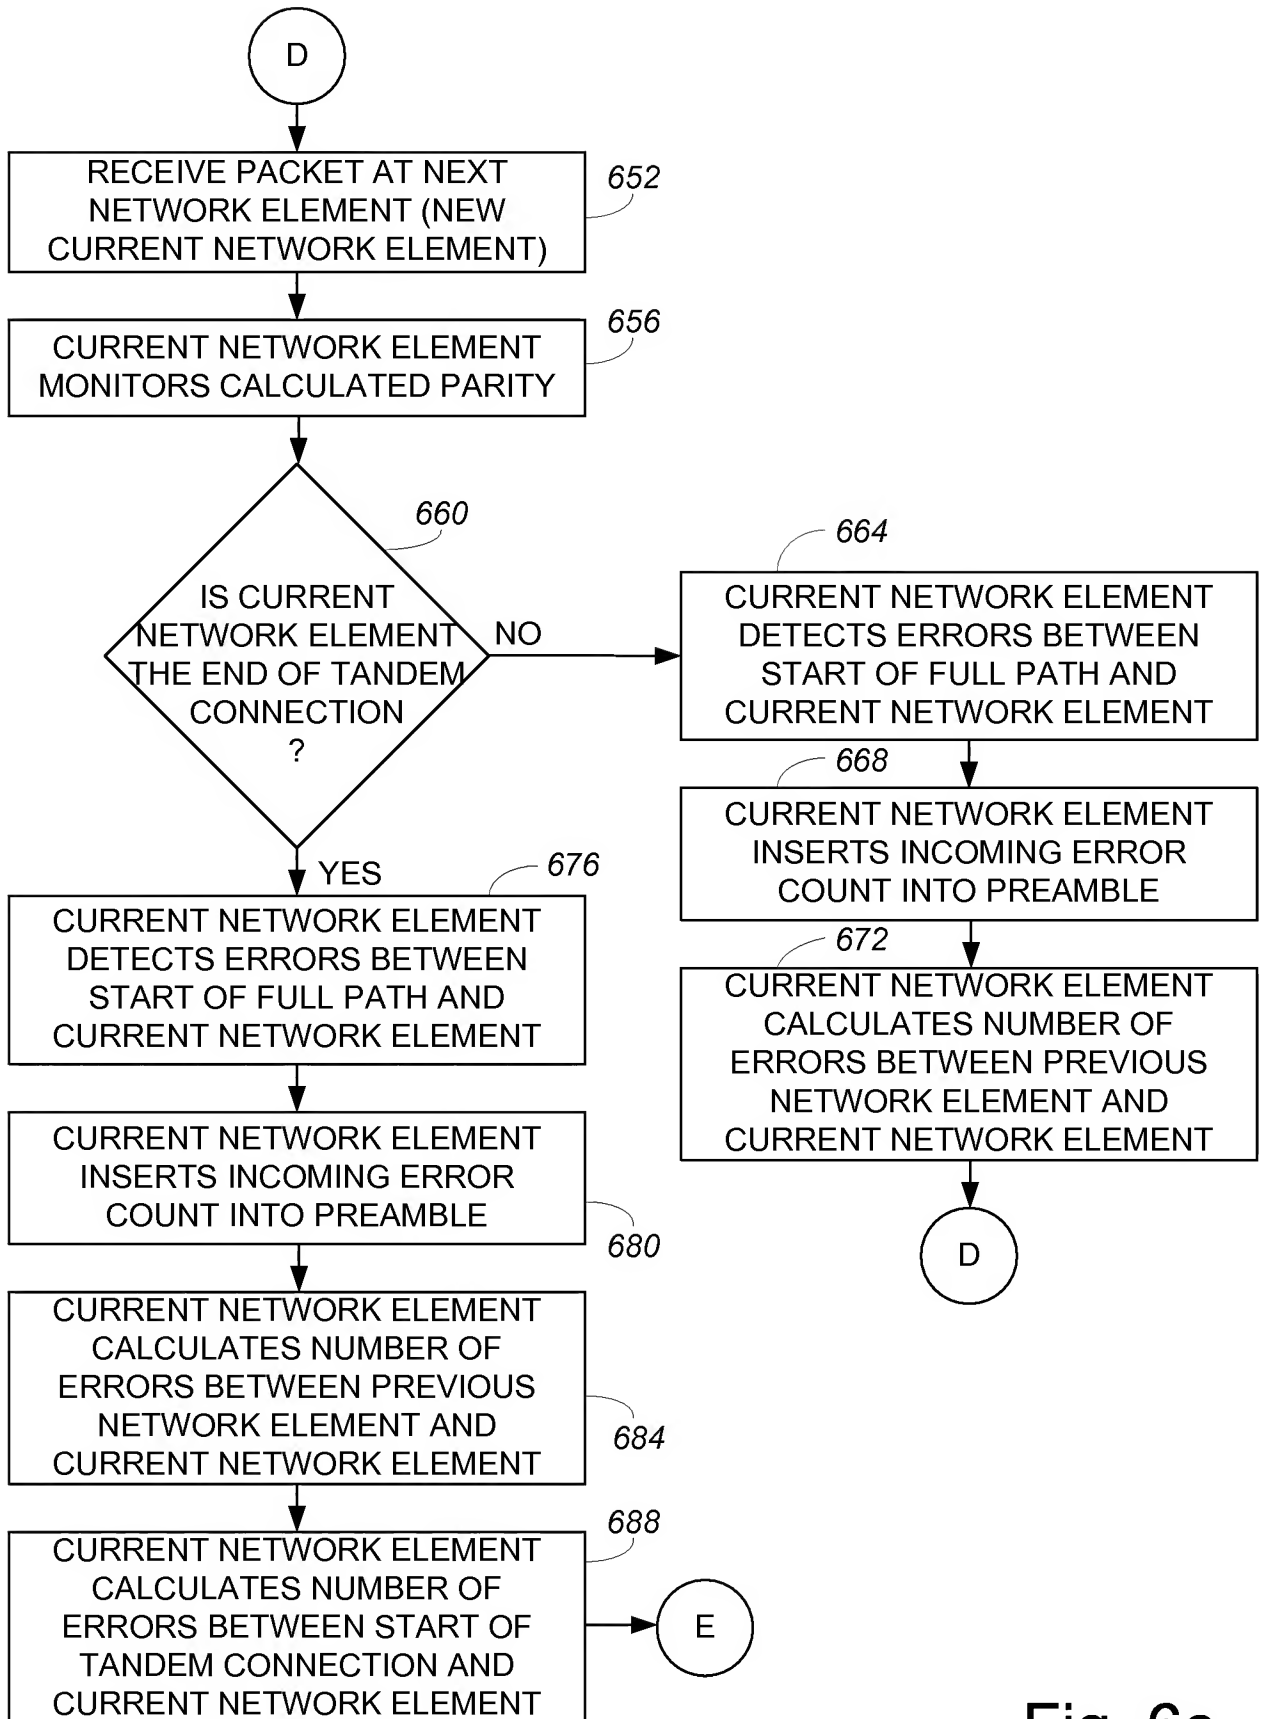 D
RECEIVE PACKET AT NEXT
NETWORK ELEMENT (NEW
CURRENT NETWORK ELEMENT)
652
CURRENT NETWORK ELEMENT
MONITORS CALCULATED PARITY
656
IS CURRENT
NETWORK ELEMENT
THE END OF TANDEM
CONNECTION
?
660
NO
664
CURRENT NETWORK ELEMENT
DETECTS ERRORS BETWEEN
START OF FULL PATH AND
CURRENT NETWORK ELEMENT
668
CURRENT NETWORK ELEMENT
INSERTS INCOMING ERROR
COUNT INTO PREAMBLE
672
CURRENT NETWORK ELEMENT
CALCULATES NUMBER OF
ERRORS BETWEEN PREVIOUS
NETWORK ELEMENT AND
CURRENT NETWORK ELEMENT
D
YES
676
CURRENT NETWORK ELEMENT
DETECTS ERRORS BETWEEN
START OF FULL PATH AND
CURRENT NETWORK ELEMENT
CURRENT NETWORK ELEMENT
INSERTS INCOMING ERROR
COUNT INTO PREAMBLE
680
CURRENT NETWORK ELEMENT
CALCULATES NUMBER OF
ERRORS BETWEEN PREVIOUS
NETWORK ELEMENT AND
CURRENT NETWORK ELEMENT
684
688
CURRENT NETWORK ELEMENT
CALCULATES NUMBER OF
ERRORS BETWEEN START OF
TANDEM CONNECTION AND
CURRENT NETWORK ELEMENT
E
Fig.